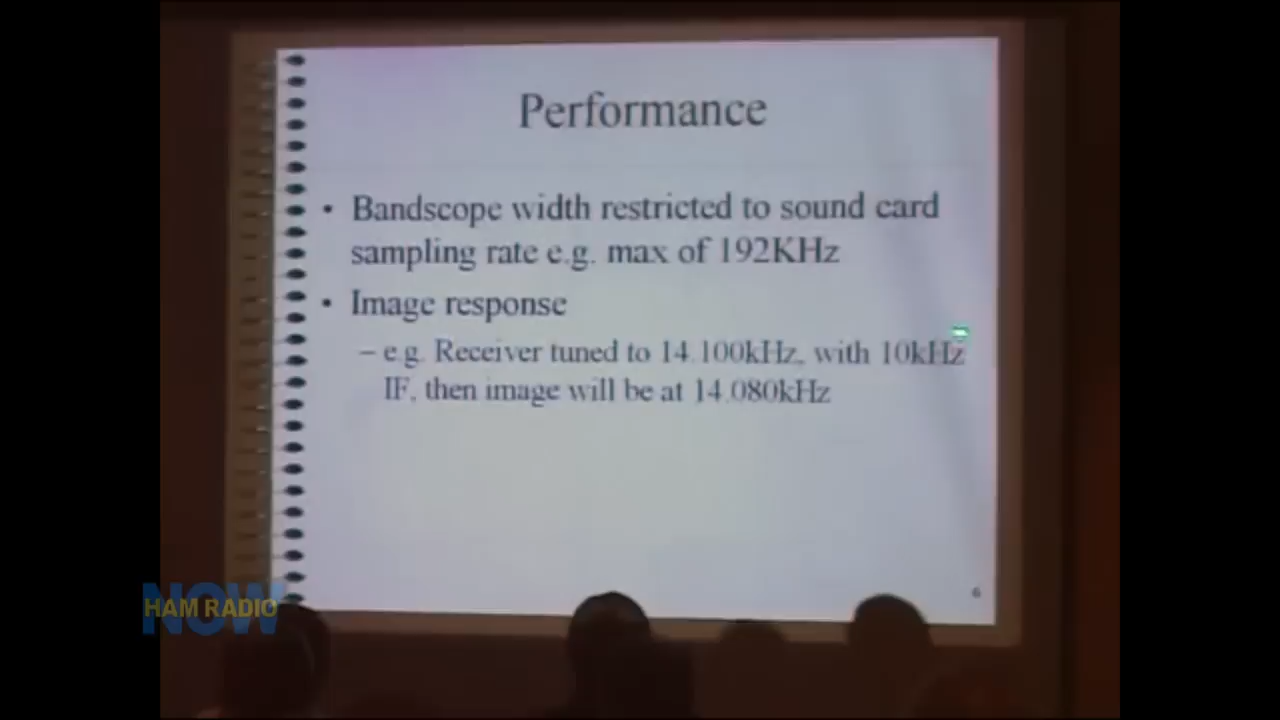 Performance
• Bandscope width restricted to sound card
sampling rate e.g. max of 192KHz
• Image response
– e.g. Receiver tuned to 14.100kHz, with 10kHz
IF, then image will be at 14.080kHz
6
NOW
HAM RADIO